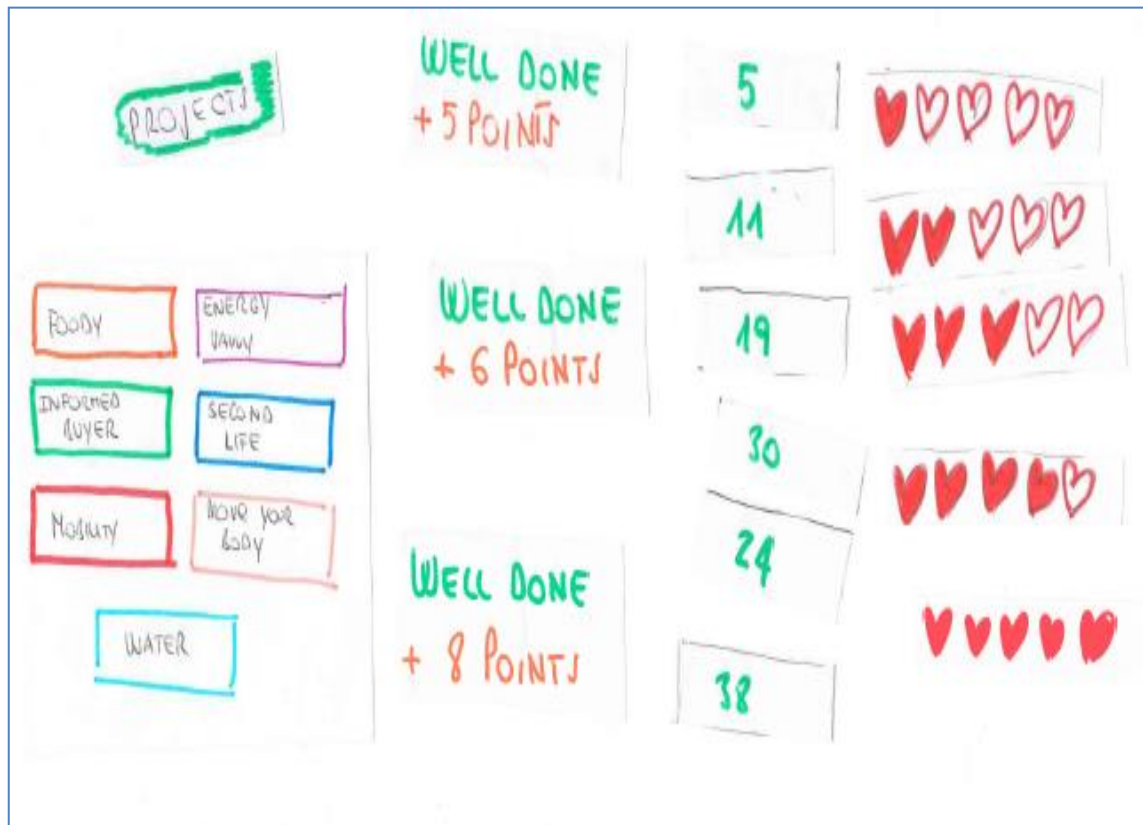 PROJECTS
FOODY
ENERGY
SAVVY
INFORMED
BUYER
SECOND
LIFE
MOBILITY
MOVE YOUR
BODY
WATER
WELL DONE
+ 5 POINTS
WELL DONE
+ 6 POINTS
WELL DONE
+ 8 POINTS
5
11
19
30
24
38